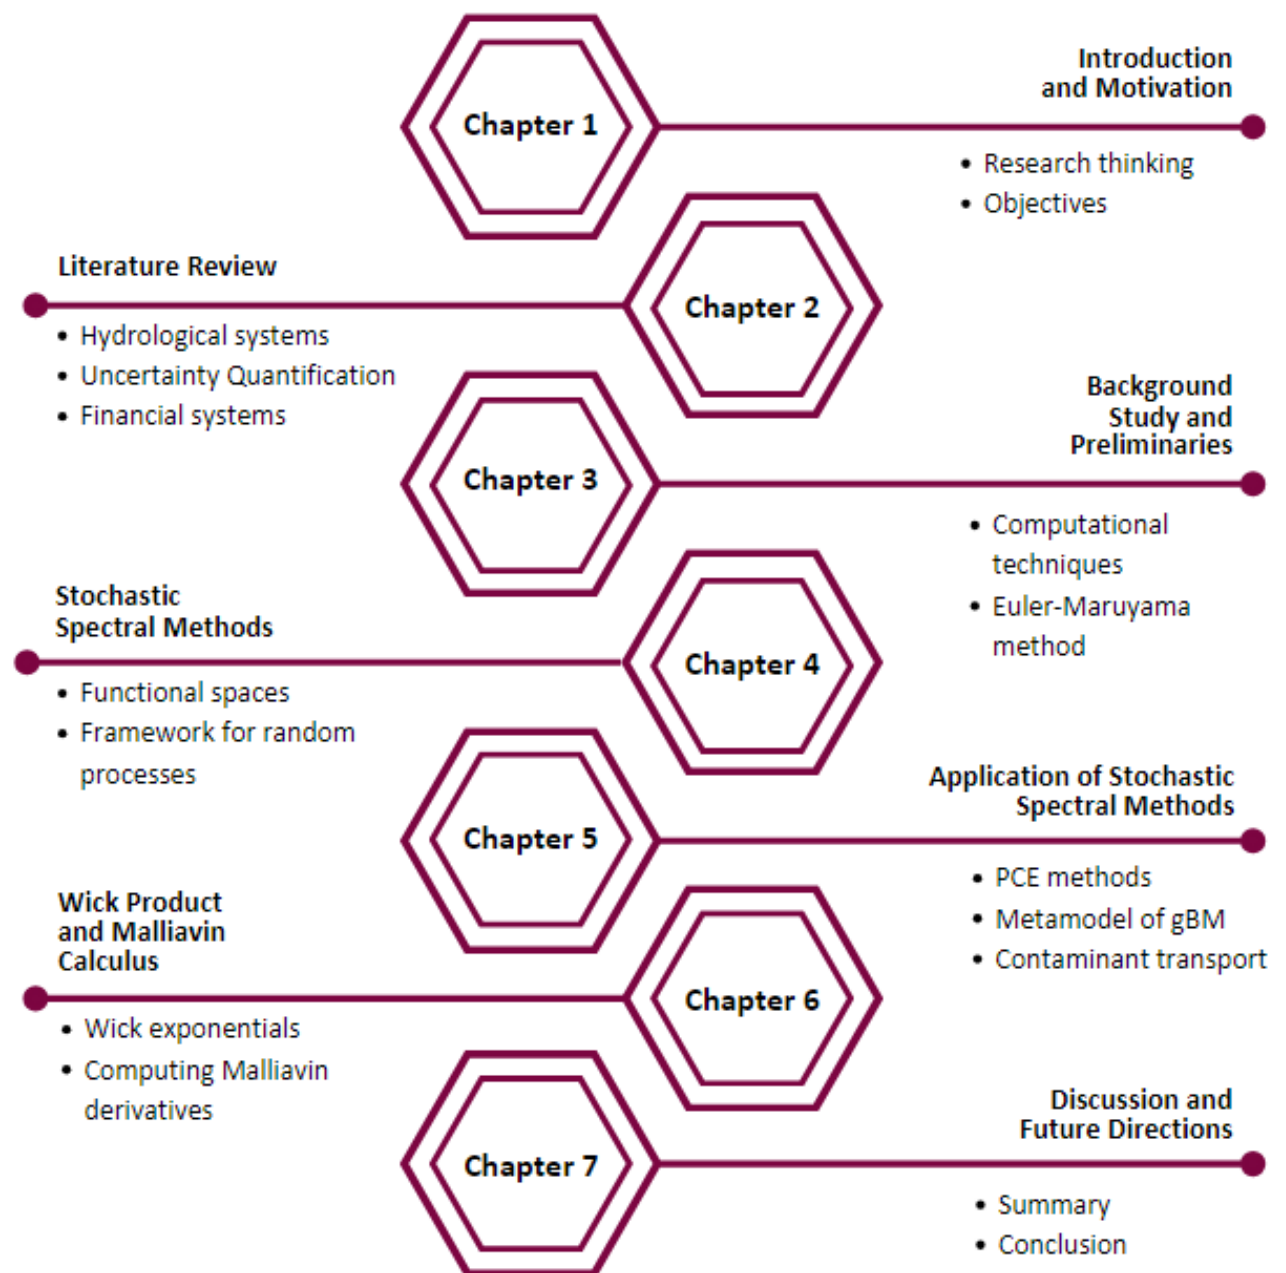 Chapter 1
Introduction
and Motivation
• Research thinking
• Objectives
Chapter 2
Literature Review
• Hydrological systems
• Uncertainty Quantification
• Financial systems
Chapter 3
Background
Study and
Preliminaries
• Computational
techniques
• Euler-Maruyama
method
Chapter 4
Stochastic
Spectral Methods
• Functional spaces
• Framework for random
processes
Chapter 5
Application of Stochastic
Spectral Methods
• PCE methods
• Metamodel of gBM
• Contaminant transport
Chapter 6
Wick Product
and Malliavin
Calculus
• Wick exponentials
• Computing Malliavin
derivatives
Chapter 7
Discussion and
Future Directions
• Summary
• Conclusion